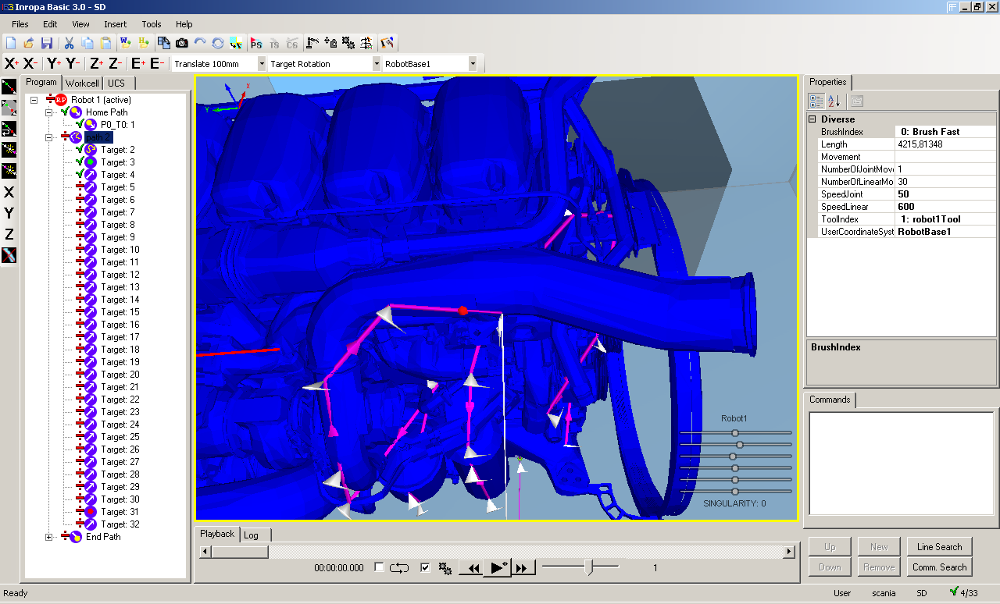 Inropa Basic 3.0 - SD
Files Edit View Insert Tools Help
PS TS CS
X+ X- Y+ Y- Z+ Z- E+ E- Translate 100mm Target Rotation RobotBase1
Program Workcell UCS
Robot 1 (active)
Home Path
P0_T0: 1
path 2
Target: 2
Target: 3
Target: 4
Target: 5
Target: 6
Target: 7
Target: 8
Target: 9
Target: 10
Target: 11
Target: 12
Target: 13
Target: 14
Target: 15
Target: 16
Target: 17
Target: 18
Target: 19
Target: 20
Target: 21
Target: 22
Target: 23
Target: 24
Target: 25
Target: 26
Target: 27
Target: 28
Target: 29
Target: 30
Target: 31
Target: 32
End Path
X
Y
Z
X
Y
Robot1
SINGULARITY: 0
Playback Log
00:00:00.000
1
Properties
Diverse
BrushIndex 0: Brush Fast
Length 4215,81348
Movement
NumberOfJointMov 1
NumberOfLinearMo 30
SpeedJoint 50
SpeedLinear 600
ToolIndex 1: robot1Tool
UserCoordinateSyst RobotBase1
BrushIndex
Commands
Up New Line Search
Down Remove Comm. Search
Ready User scania SD 4/33